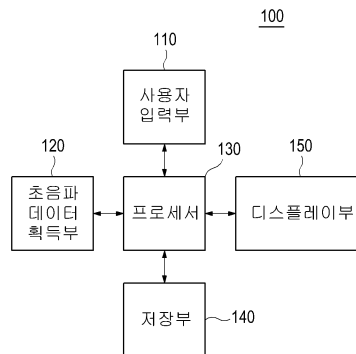 100
110
사용자
입력부
120
130
150
초음파
데이터
획득부
프로세서
디스플레이부
저장부
140